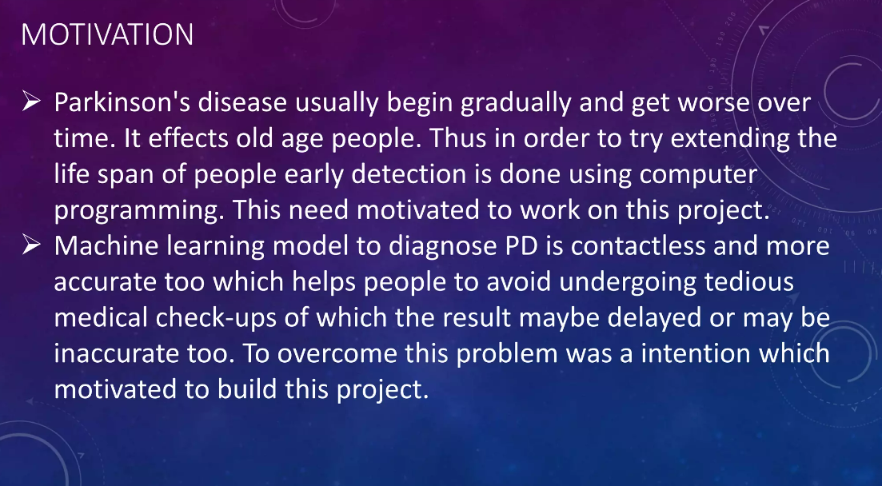 MOTIVATION
➢ Parkinson's disease usually begin gradually and get worse over
time. It effects old age people. Thus in order to try extending the
life span of people early detection is done using computer
programming. This need motivated to work on this project.
➢ Machine learning model to diagnose PD is contactless and more
accurate too which helps people to avoid undergoing tedious
medical check-ups of which the result maybe delayed or may be
inaccurate too. To overcome this problem was a intention which
motivated to build this project.